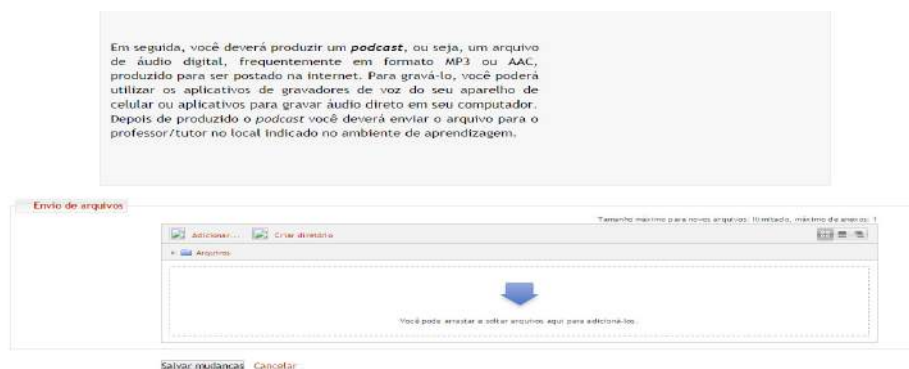 Em seguida, você deverá produzir um podcast, ou seja, um arquivo
de áudio digital, frequentemente em formato MP3 ou AAC,
produzido para ser postado na internet. Para gravá-lo, você poderá
utilizar os aplicativos de gravadores de voz do seu aparelho de
celular ou aplicativos para gravar áudio direto em seu computador.
Depois de produzido o podcast você deverá enviar o arquivo para o
professor/tutor no local indicado no ambiente de aprendizagem.
Envio de arquivos
Tamanho máximo para novos arquivos: Ilimitado, máximo de anexos: 1
Adicionar... Criar diretório
Arquivos
Você pode arrastar e soltar arquivos aqui para adicioná-los.
Salvar mudanças Cancelar